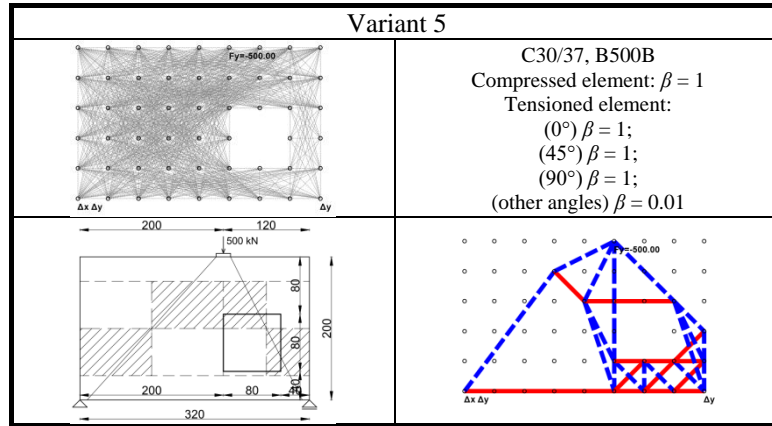 Variant 5
Fy=-500.00
Δx Δy
Δy
C30/37, B500B
Compressed element: β = 1
Tensioned element:
(0°) β = 1;
(45°) β = 1;
(90°) β = 1;
(other angles) β = 0.01
200
120
500 kN
80
80
200
200
80
320
Fy=-500.00
Δx Δy
Δy